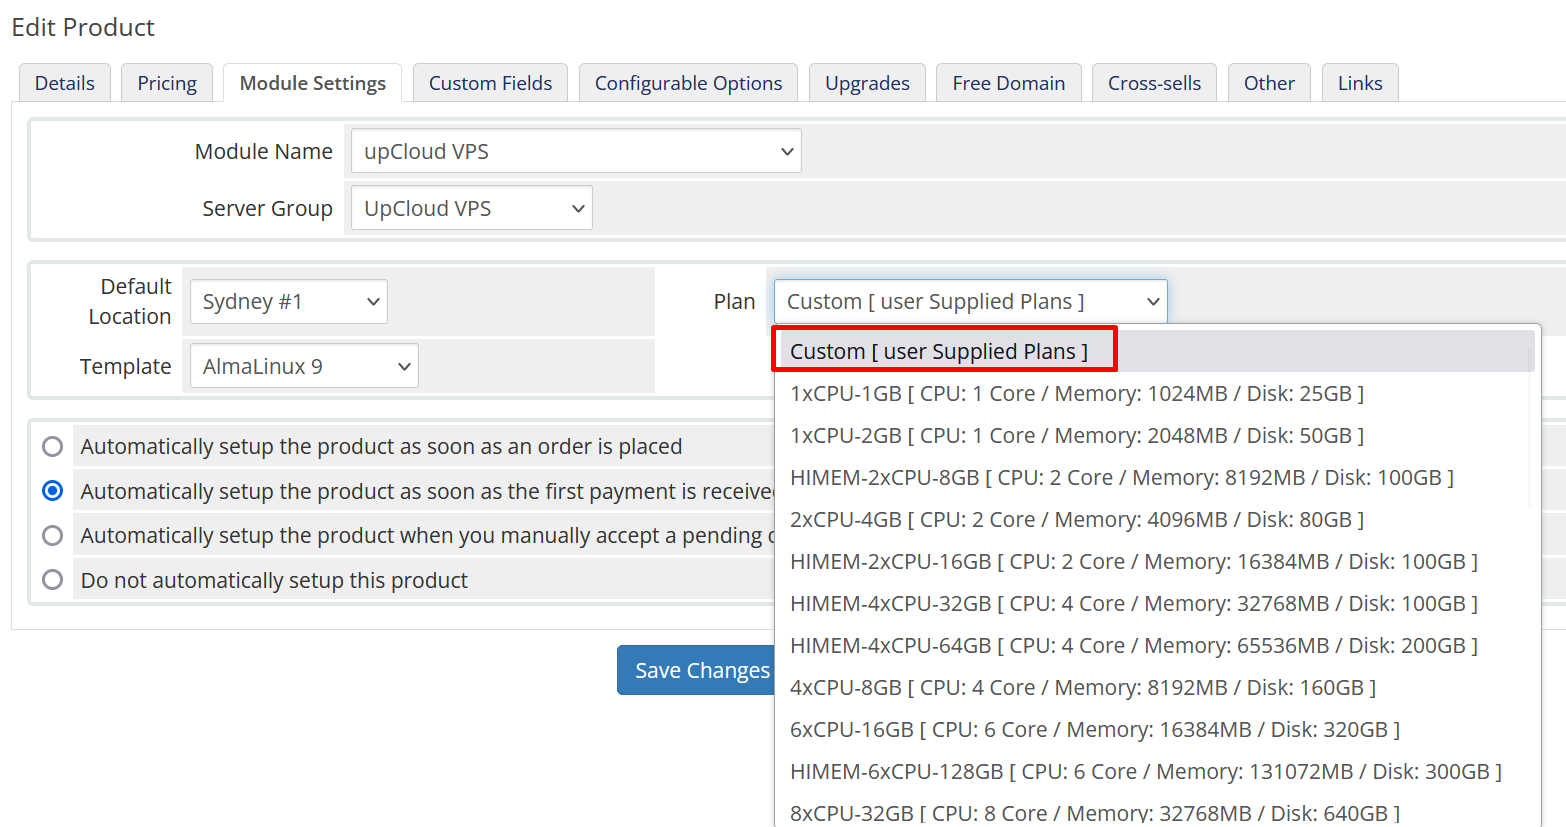 Edit Product
Details Pricing Module Settings Custom Fields Configurable Options Upgrades Free Domain Cross-sells Other Links
Module Name upCloud VPS
Server Group UpCloud VPS
Default Location Sydney #1 Plan Custom [ user Supplied Plans ]
Template AlmaLinux 9
Custom [ user Supplied Plans ]
1xCPU-1GB [ CPU: 1 Core / Memory: 1024MB / Disk: 25GB ]
1xCPU-2GB [ CPU: 1 Core / Memory: 2048MB / Disk: 50GB ]
HIMEM-2xCPU-8GB [ CPU: 2 Core / Memory: 8192MB / Disk: 100GB ]
2xCPU-4GB [ CPU: 2 Core / Memory: 4096MB / Disk: 80GB ]
HIMEM-2xCPU-16GB [ CPU: 2 Core / Memory: 16384MB / Disk: 100GB ]
HIMEM-4xCPU-32GB [ CPU: 4 Core / Memory: 32768MB / Disk: 100GB ]
HIMEM-4xCPU-64GB [ CPU: 4 Core / Memory: 65536MB / Disk: 200GB ]
4xCPU-8GB [ CPU: 4 Core / Memory: 8192MB / Disk: 160GB ]
6xCPU-16GB [ CPU: 6 Core / Memory: 16384MB / Disk: 320GB ]
HIMEM-6xCPU-128GB [ CPU: 6 Core / Memory: 131072MB / Disk: 300GB ]
8xCPU-32GB [ CPU: 8 Core / Memory: 32768MB / Disk: 640GB ]
Automatically setup the product as soon as an order is placed
Automatically setup the product as soon as the first payment is received
Automatically setup the product when you manually accept a pending
Do not automatically setup this product
Save Changes